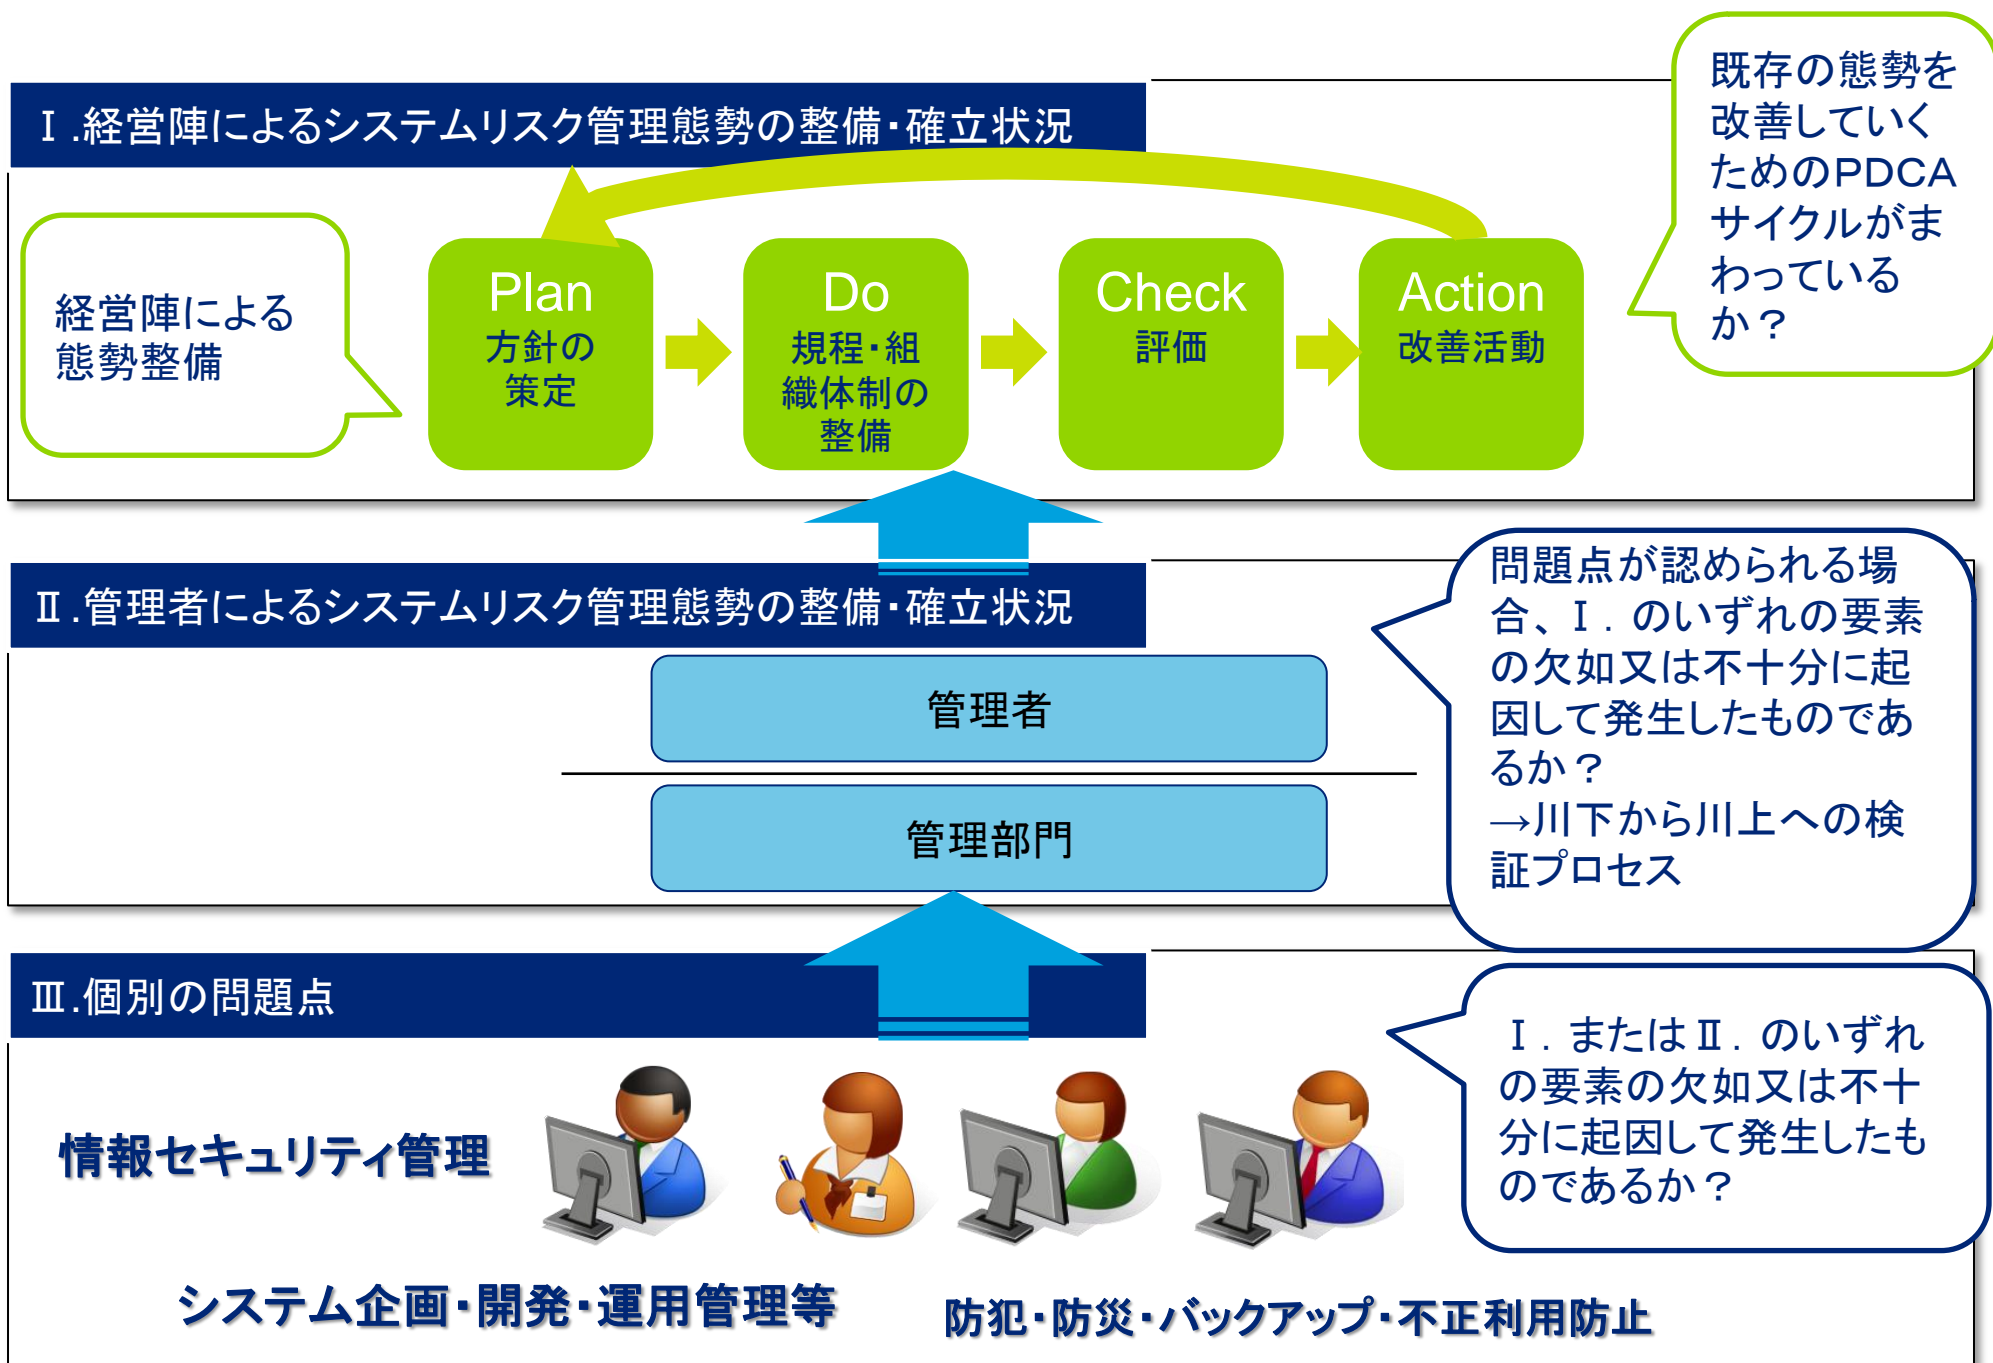 Ⅰ.経営陣によるシステムリスク管理態勢の整備・確立状況
既存の態勢を
改善していく
ためのPDCA
サイクルがま
わっている
か？
経営陣による
態勢整備
Plan
方針の
策定
Do
規程・組
織体制の
整備
Check
評価
Action
改善活動
Ⅱ.管理者によるシステムリスク管理態勢の整備・確立状況
管理者
管理部門
問題点が認められる場
合、Ⅰ．のいずれの要素
の欠如又は不十分に起
因して発生したものであ
るか？
→川下から川上への検
証プロセス
Ⅲ.個別の問題点
Ⅰ．またはⅡ．のいずれ
の要素の欠如又は不十
分に起因して発生したも
のであるか？
情報セキュリティ管理
システム企画・開発・運用管理等
防犯・防災・バックアップ・不正利用防止